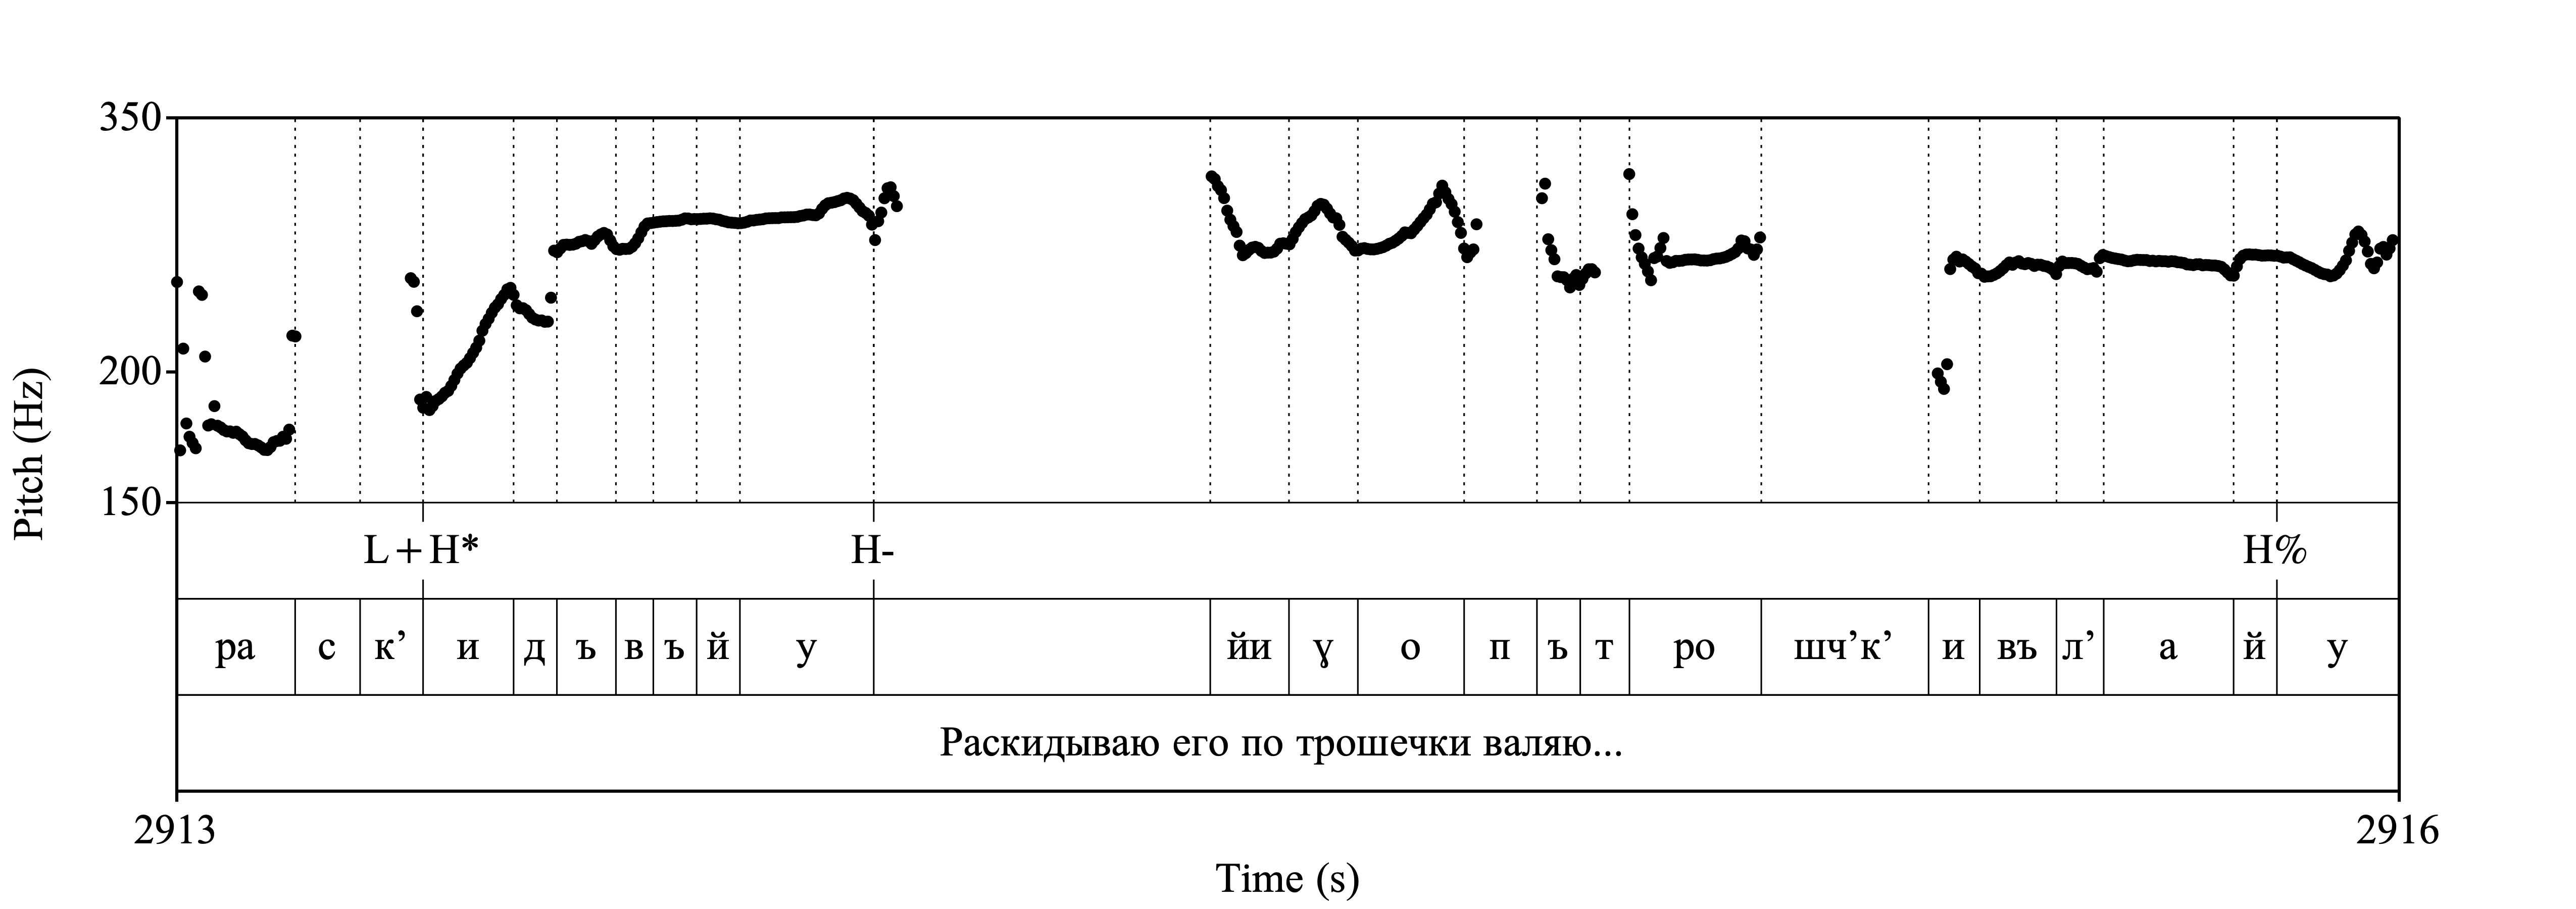 350
200
150
Pitch (Hz)
L+H* H- H%
ра с к’ и д ъ в ъ й у йи ɣ о п ъ т ро шч’к’ и въ л’ а й у
Раскидываю его по трошечки валяю...
2913 2916
Time (s)